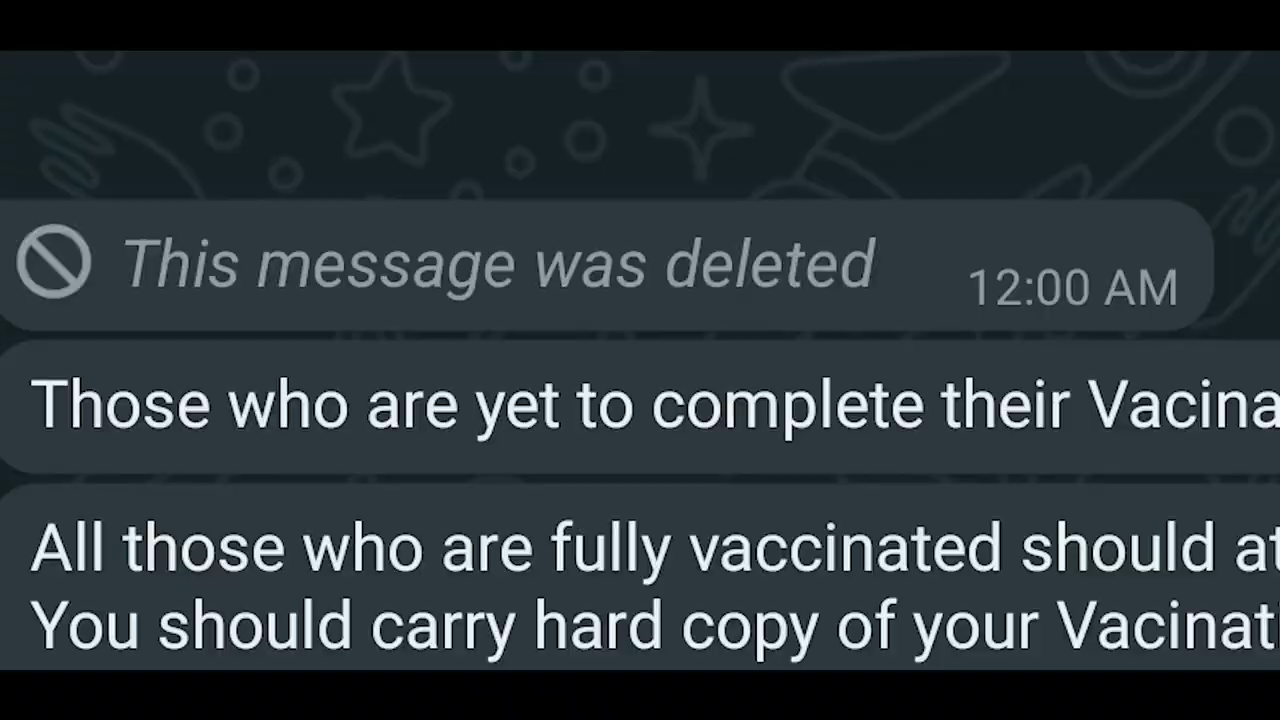 This message was deleted
12:00 AM
Those who are yet to complete their
All those who are fully vaccinated should
You should carry hard copy of your